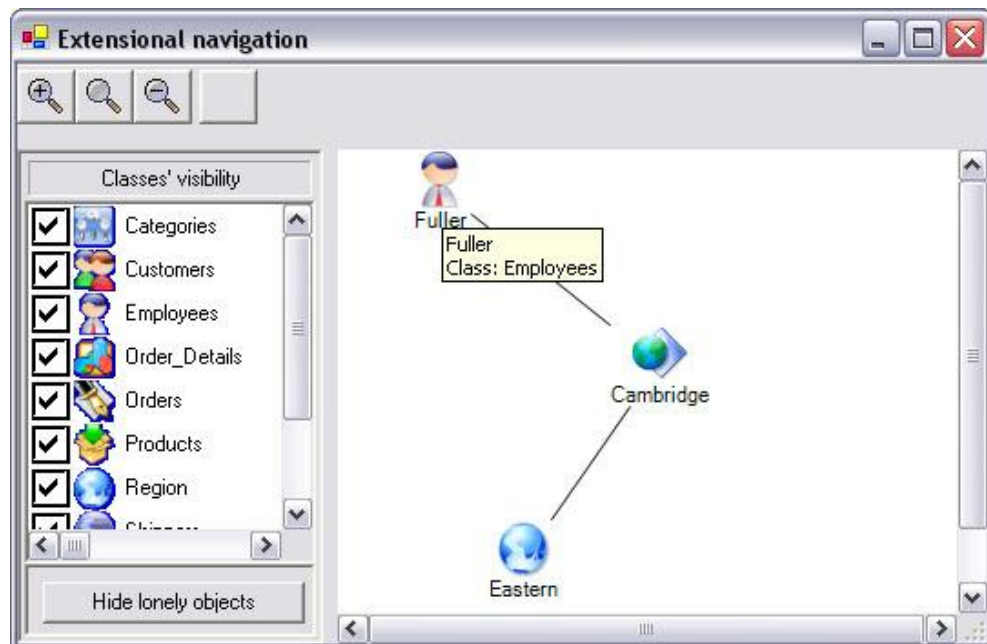 Extensional navigation
Classes' visibility
Categories
Customers
Employees
Order_Details
Orders
Products
Region
Hide lonely objects
Fuller
Fuller
Class: Employees
Cambridge
Eastern